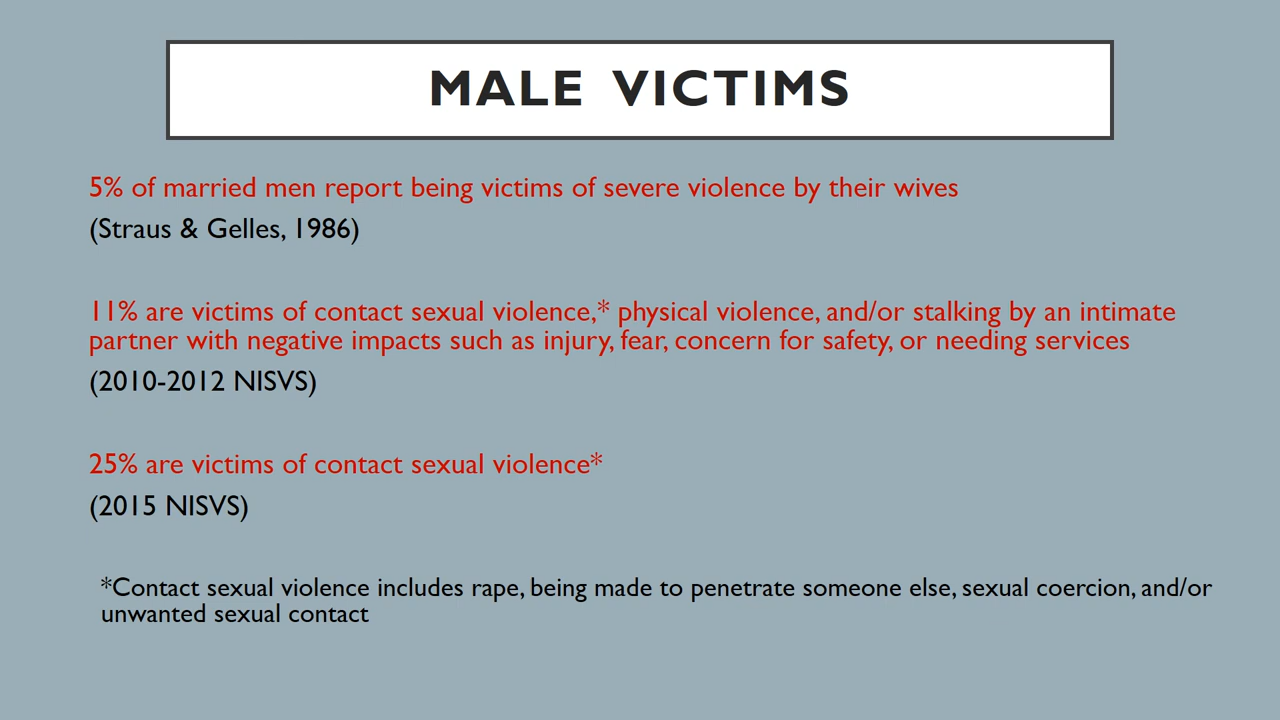 MALE VICTIMS
5% of married men report being victims of severe violence by their wives
(Straus & Gelles, 1986)
11% are victims of contact sexual violence,* physical violence, and/or stalking by an intimate
partner with negative impacts such as injury, fear, concern for safety, or needing services
(2010-2012 NISVS)
25% are victims of contact sexual violence*
(2015 NISVS)
*Contact sexual violence includes rape, being made to penetrate someone else, sexual coercion, and/or
unwanted sexual contact